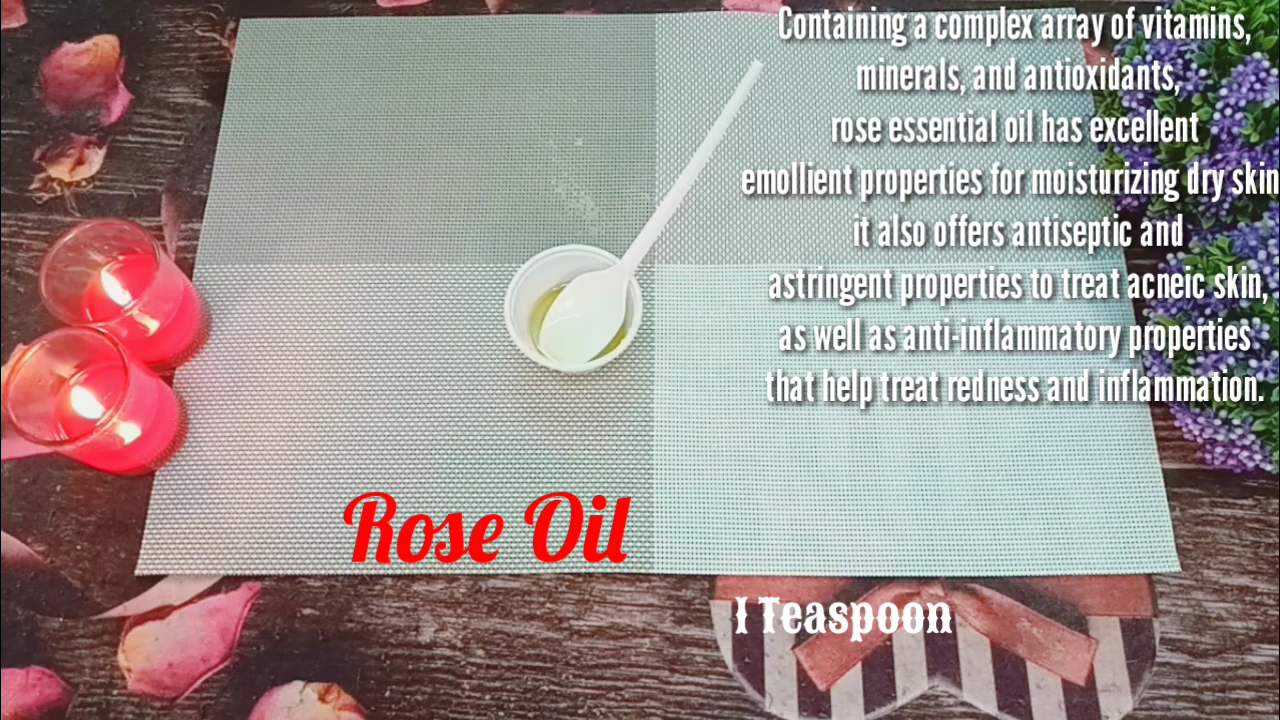 Containing a complex array of vitamins,
minerals, and antioxidants,
rose essential oil has excellent
emollient properties for moisturizing dry skin
it also offers antiseptic and
astringent properties to treat acneic skin,
as well as anti-inflammatory properties
that help treat redness and inflammation.
Rose Oil
1 Teaspoon